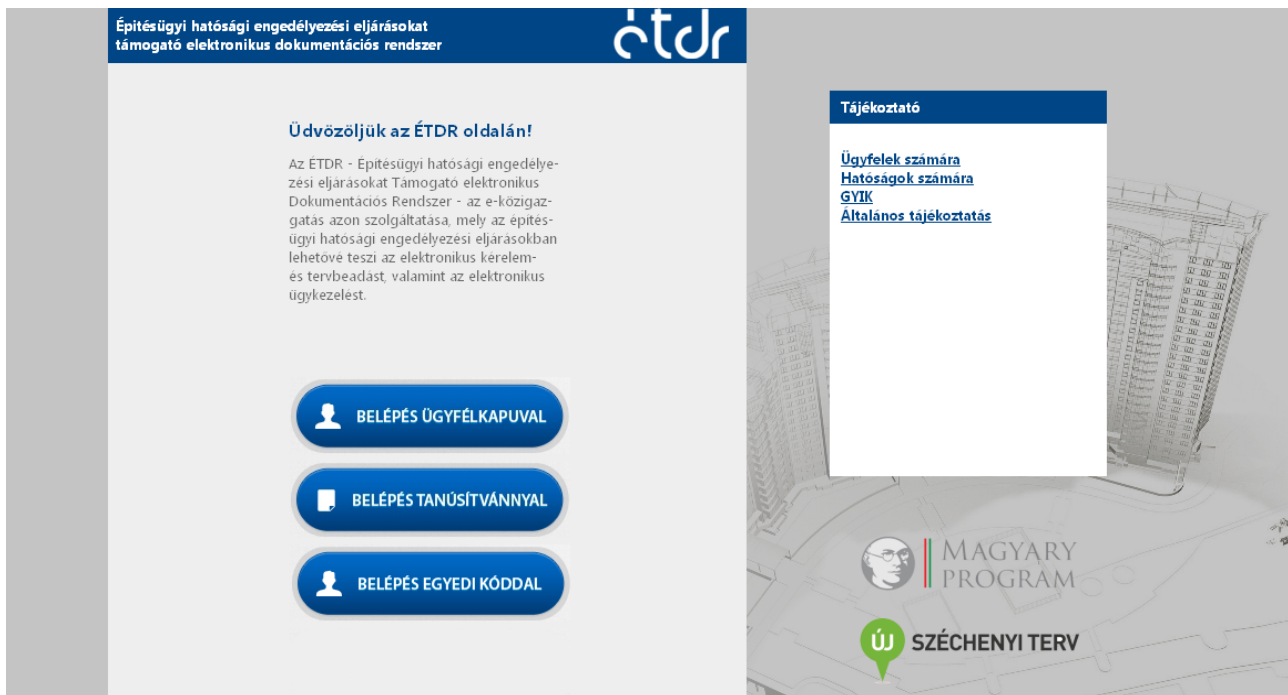 Építésügyi hatósági engedélyezési eljárásokat
támogató elektronikus dokumentációs rendszer
étdr
Üdvözöljük az ÉTDR oldalán!
Az ÉTDR - Építésügyi hatósági engedélye-
zési eljárásokat Támogató elektronikus
Dokumentációs Rendszer - az e-közigaz-
gatás azon szolgáltatása, mely az építés-
ügyi hatósági engedélyezési eljárásokban
lehetővé teszi az elektronikus kérelem-
és tervbeadást, valamint az elektronikus
ügykezelést.
BELÉPÉS ÜGYFÉLKAPUVAL
BELÉPÉS TANÚSÍTVÁNNYAL
BELÉPÉS EGYEDI KÓDDAL
Tájékoztató
Ügyfelek számára
Hatóságok számára
GYIK
Általános tájékoztatás
MAGYARY
PROGRAM
ÚJ SZÉCHENYI TERV